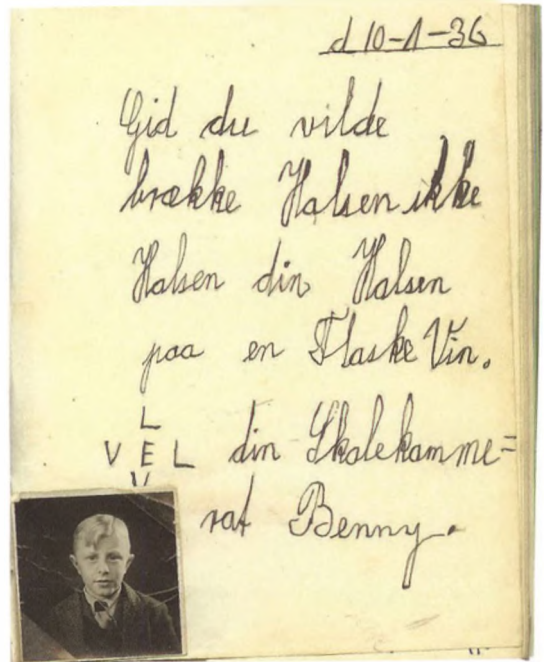 d 10-1-36
Gid du vilde
brække Halsen ikke
Halsen din Halsen
paa en Flaske Vin.
L
VEL din Skolekamme=
V
rat Benny.